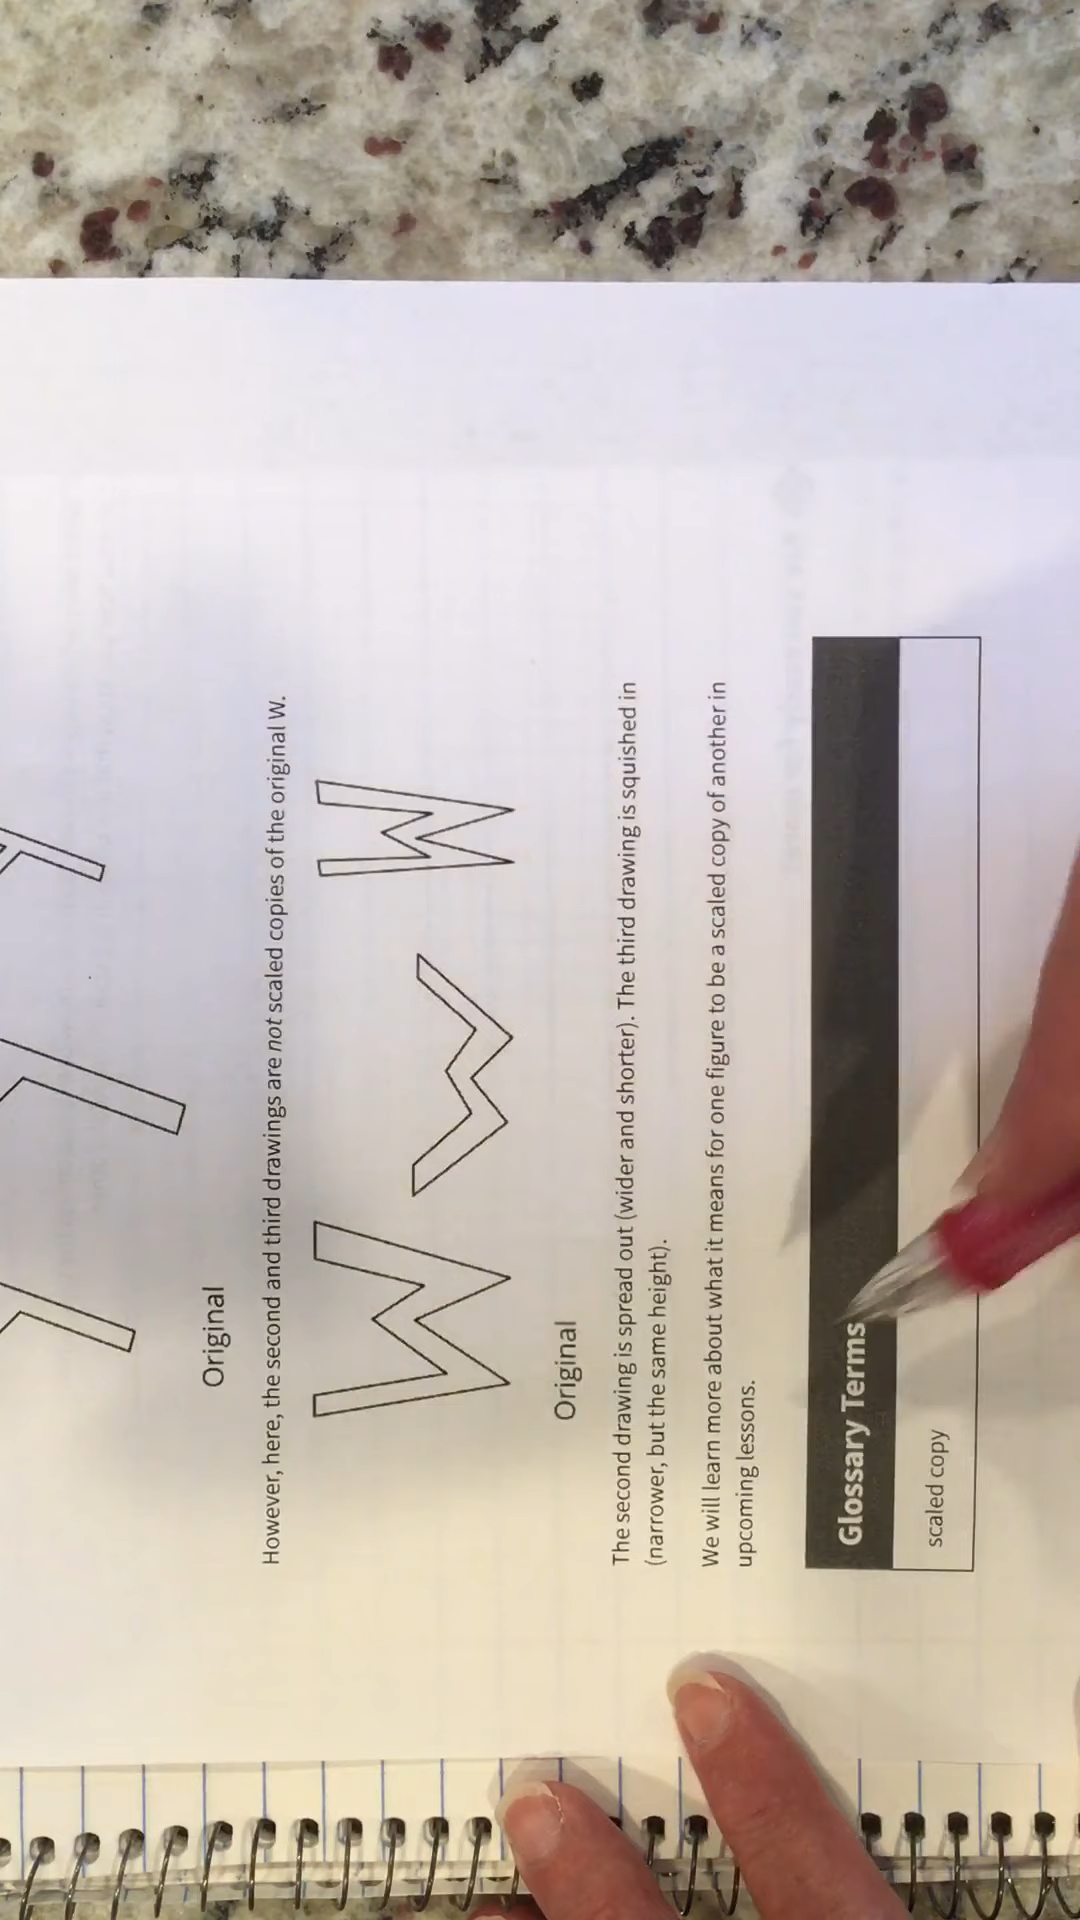 Original
However, here, the second and third drawings are not scaled copies of the original W.
Original
The second drawing is spread out (wider and shorter). The third drawing is squished in
(narrower, but the same height).
We will learn more about what it means for one figure to be a scaled copy of another in
upcoming lessons.
Glossary Terms
scaled copy